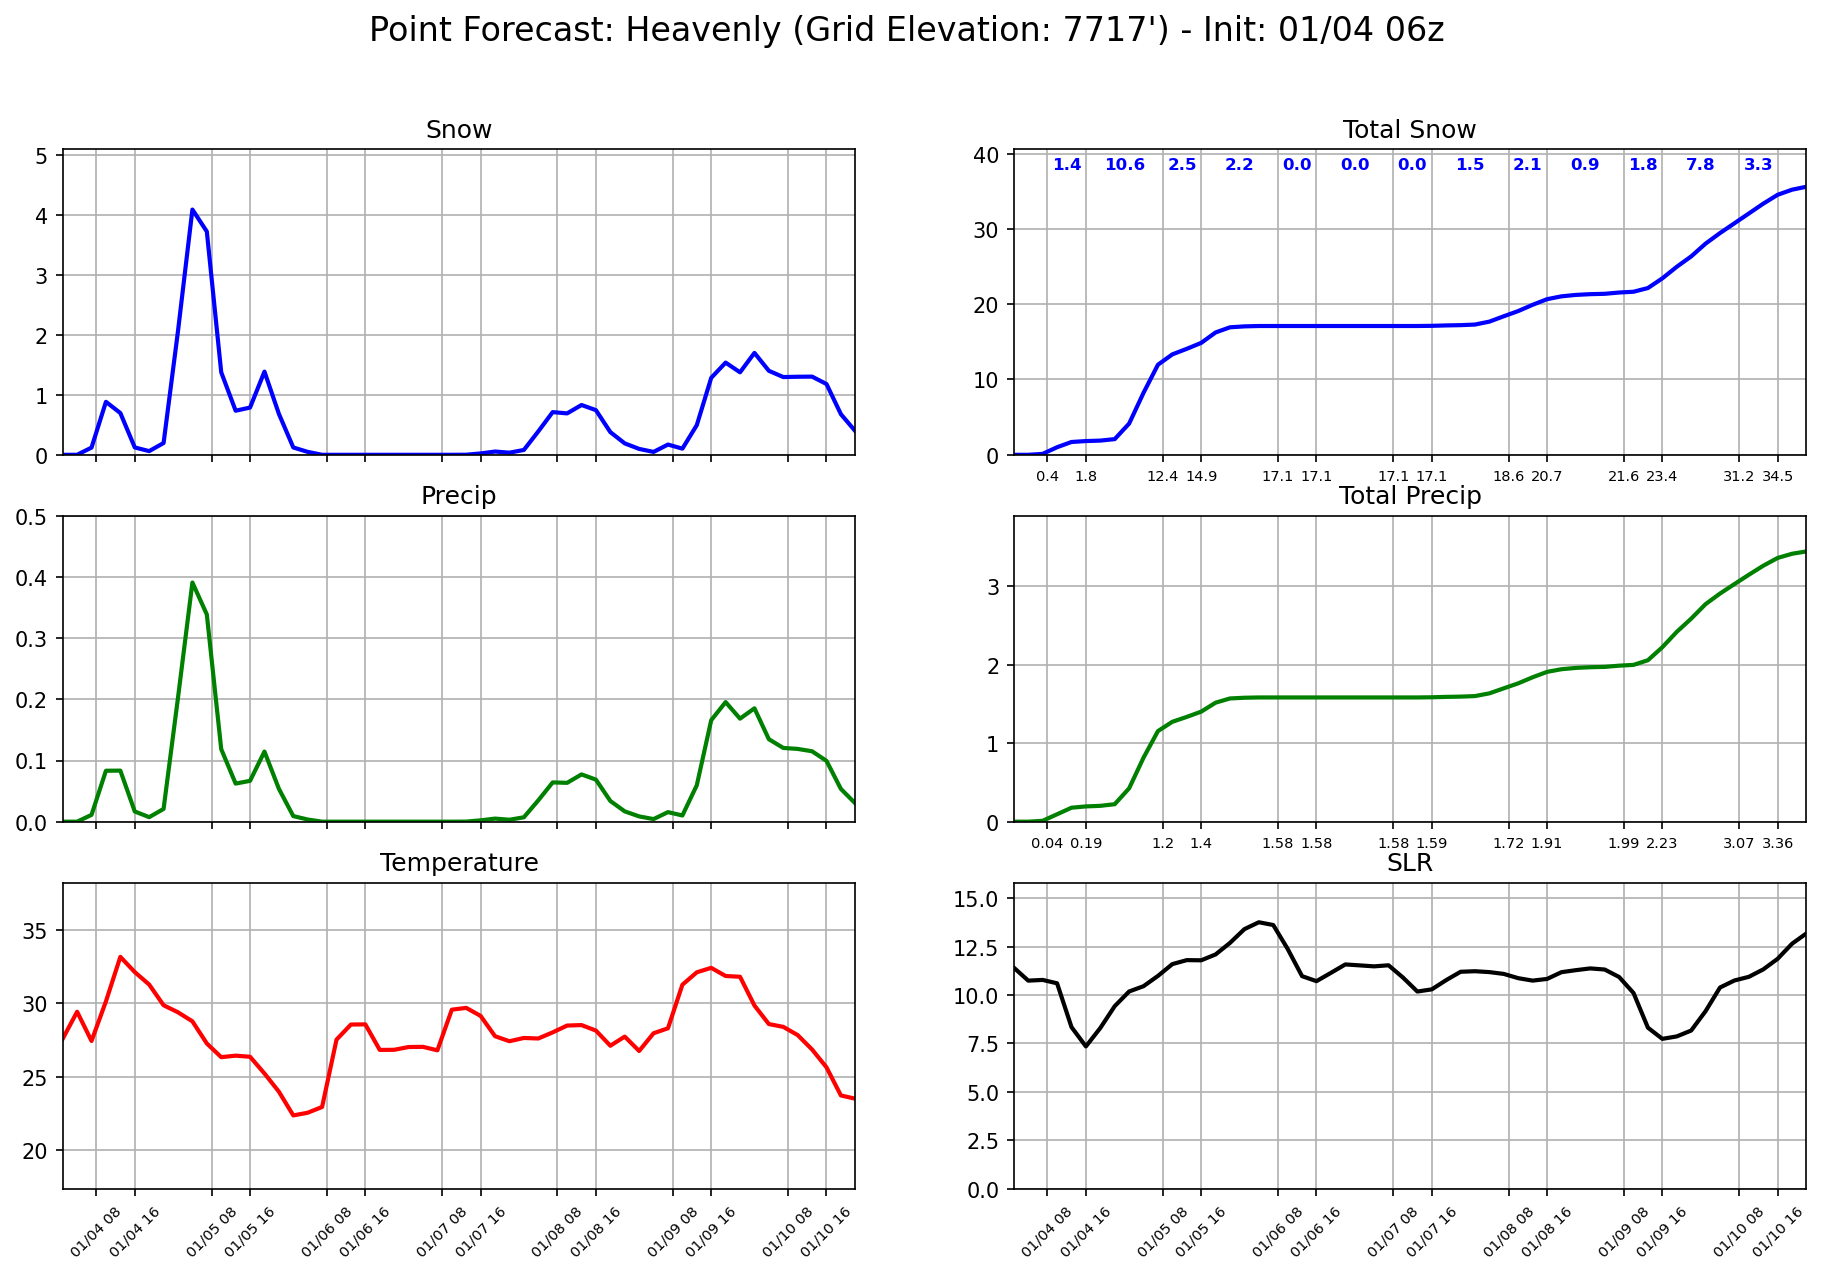 Point Forecast: Heavenly (Grid Elevation: 7717') - Init: 01/04 06z
Snow
5
4
3
2
1
0
Total Snow
1.4 10.6 2.5 2.2 0.0 0.0 0.0 1.5 2.1 0.9 1.8 7.8 3.3
40
30
20
10
0
0.4 1.8 12.4 14.9 17.1 17.1 17.1 17.1 18.6 20.7 21.6 23.4 31.2 34.5
Precip
0.5
0.4
0.3
0.2
0.1
0.0
Total Precip
3
2
1
0
0.04 0.19 1.2 1.4 1.58 1.58 1.58 1.59 1.72 1.91 1.99 2.23 3.07 3.36
Temperature
35
30
25
20
01/04 08 01/04 16 01/05 08 01/05 16 01/06 08 01/06 16 01/07 08 01/07 16 01/08 08 01/08 16 01/09 08 01/09 16 01/10 08 01/10 16
SLR
15.0
12.5
10.0
7.5
5.0
2.5
0.0
01/04 08 01/04 16 01/05 08 01/05 16 01/06 08 01/06 16 01/07 08 01/07 16 01/08 08 01/08 16 01/09 08 01/09 16 01/10 08 01/10 16